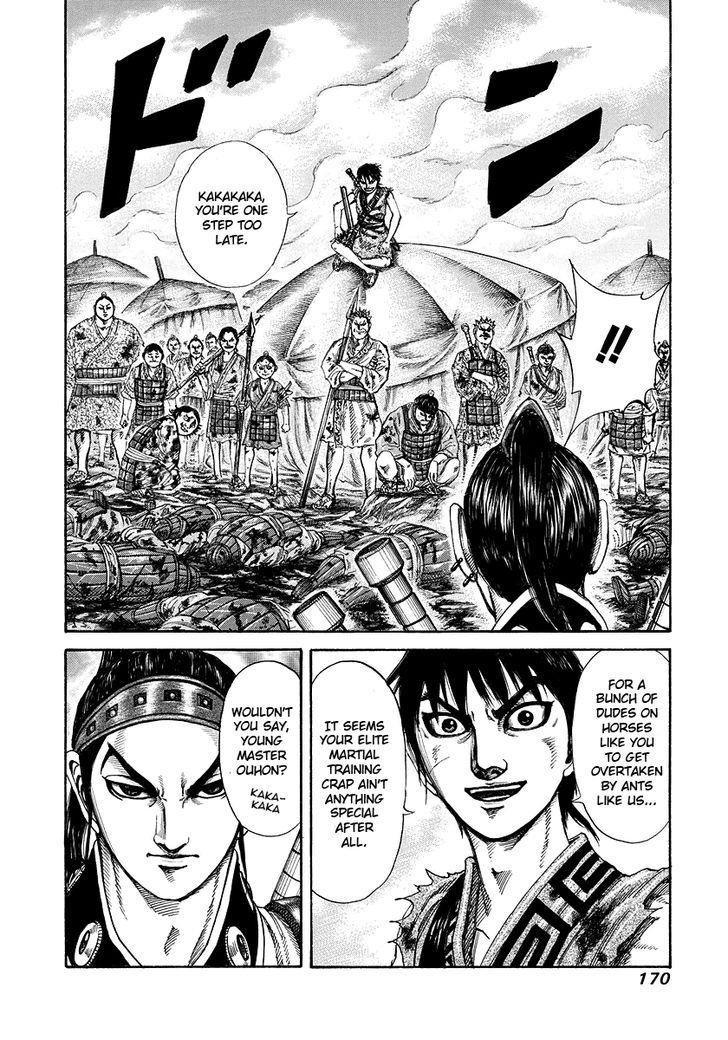 ドン
KAKAKAKA,
YOU'RE ONE
STEP TOO
LATE.
!!
FOR A
BUNCH OF
DUDES ON
HORSES
LIKE YOU
TO GET
OVERTAKEN
BY ANTS
LIKE US...
IT SEEMS
YOUR ELITE
MARTIAL
TRAINING
CRAP AIN'T
ANYTHING
SPECIAL
AFTER
ALL.
WOULDN'T
YOU SAY,
YOUNG
MASTER
OUHON?
KAKA-
KAKA
170